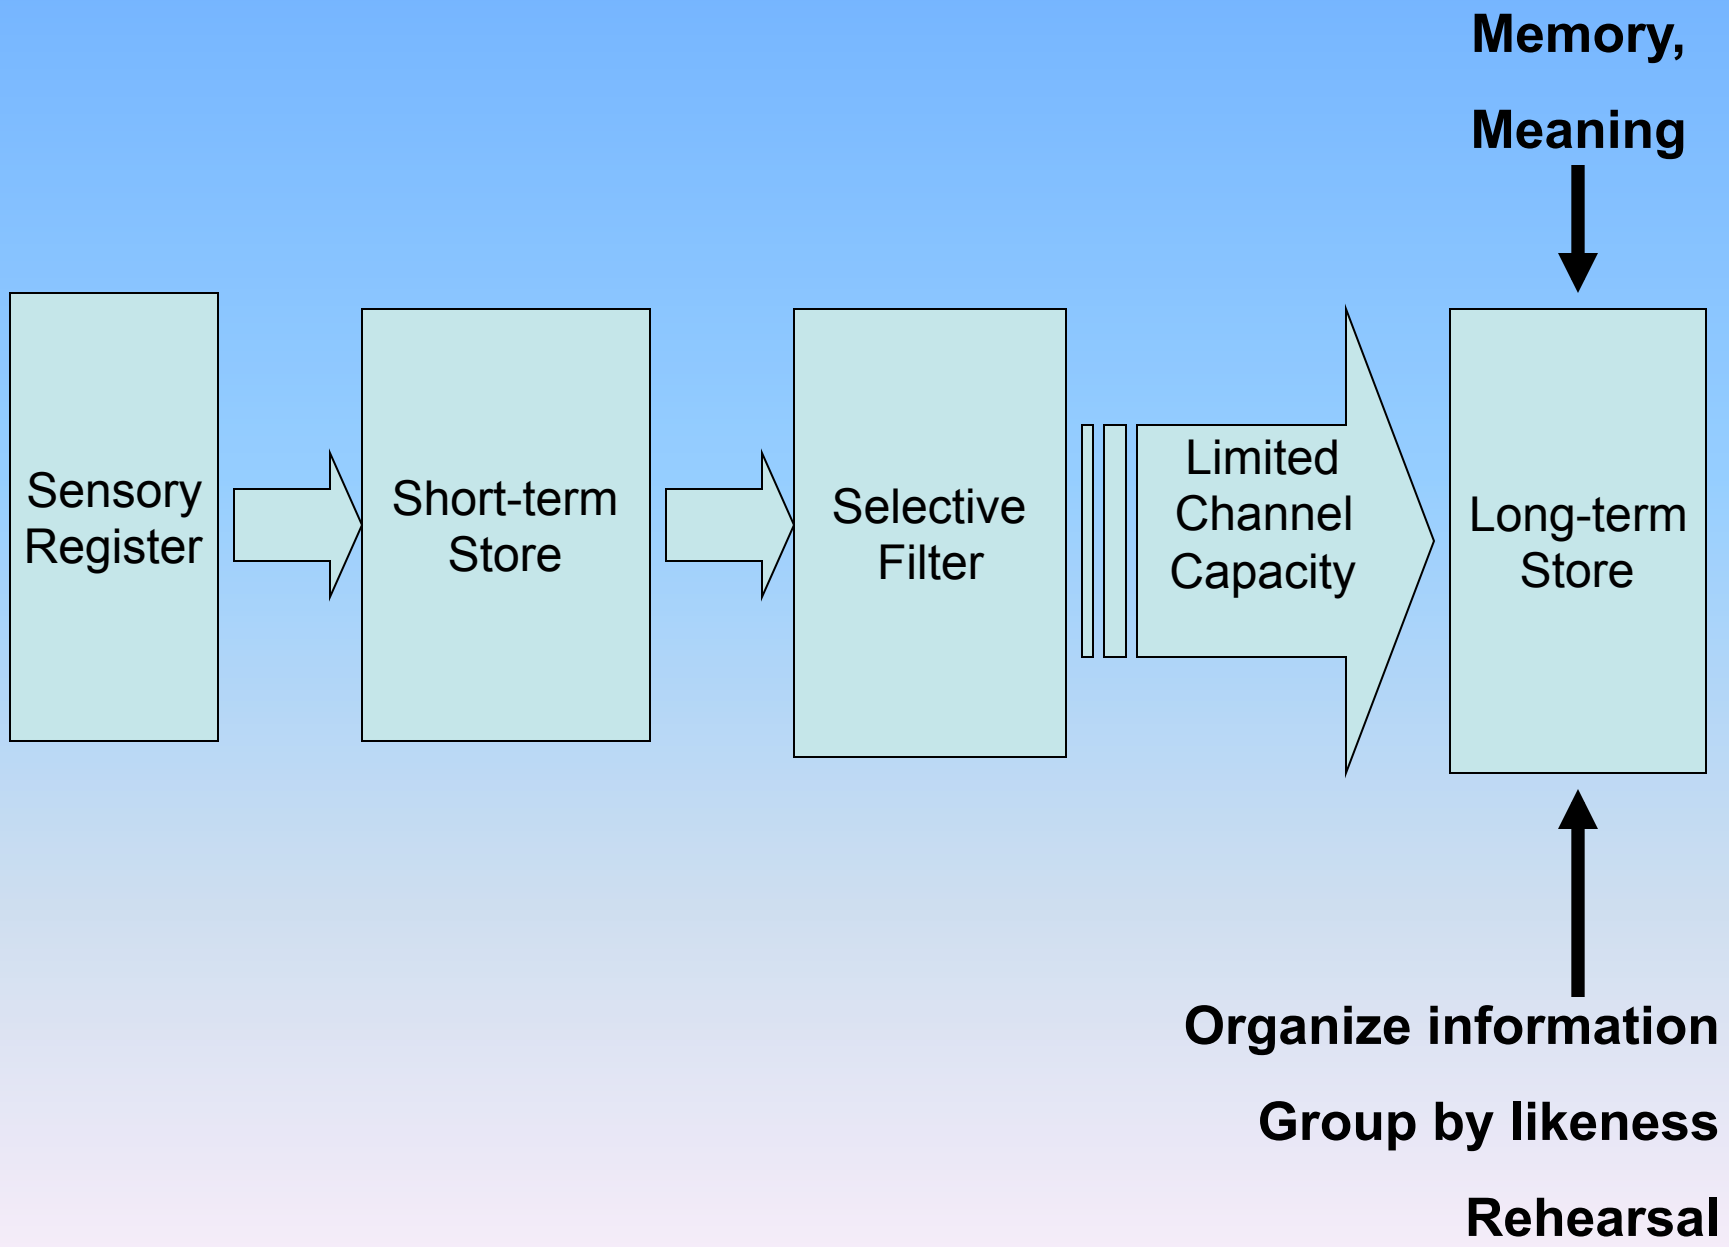 Memory,
Meaning
Sensory
Register
Short-term
Store
Selective
Filter
Limited
Channel
Capacity
Long-term
Store
Organize information
Group by likeness
Rehearsal